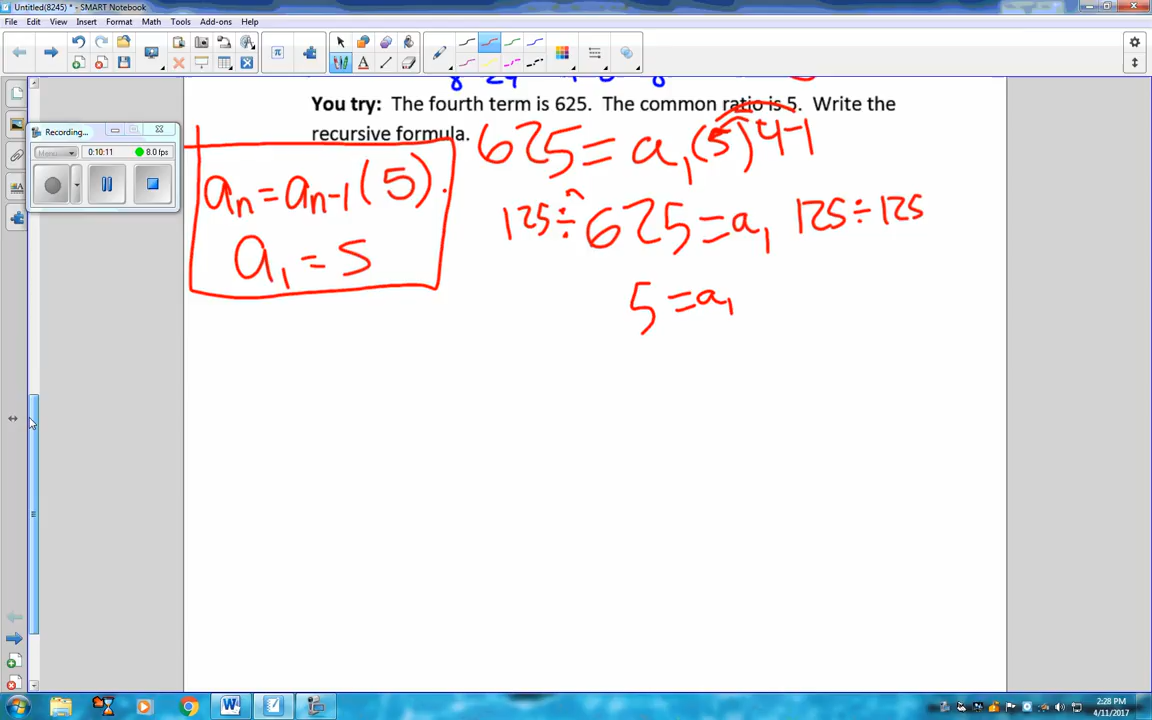 Untitled(8245) * - SMART Notebook
File Edit View Insert Format Math Tools Add-ons Help
You try: The fourth term is 625. The common ratio is 5. Write the
recursive formula.
Recording...
Menu
0:10:11 8.0 fps
625 = a₁(5)⁴⁻¹
aₙ = aₙ₋₁(5).
a₁ = 5
125 ÷ 625 = a₁ 125 ÷ 125
5 = a₁
2:28 PM
4/11/2017